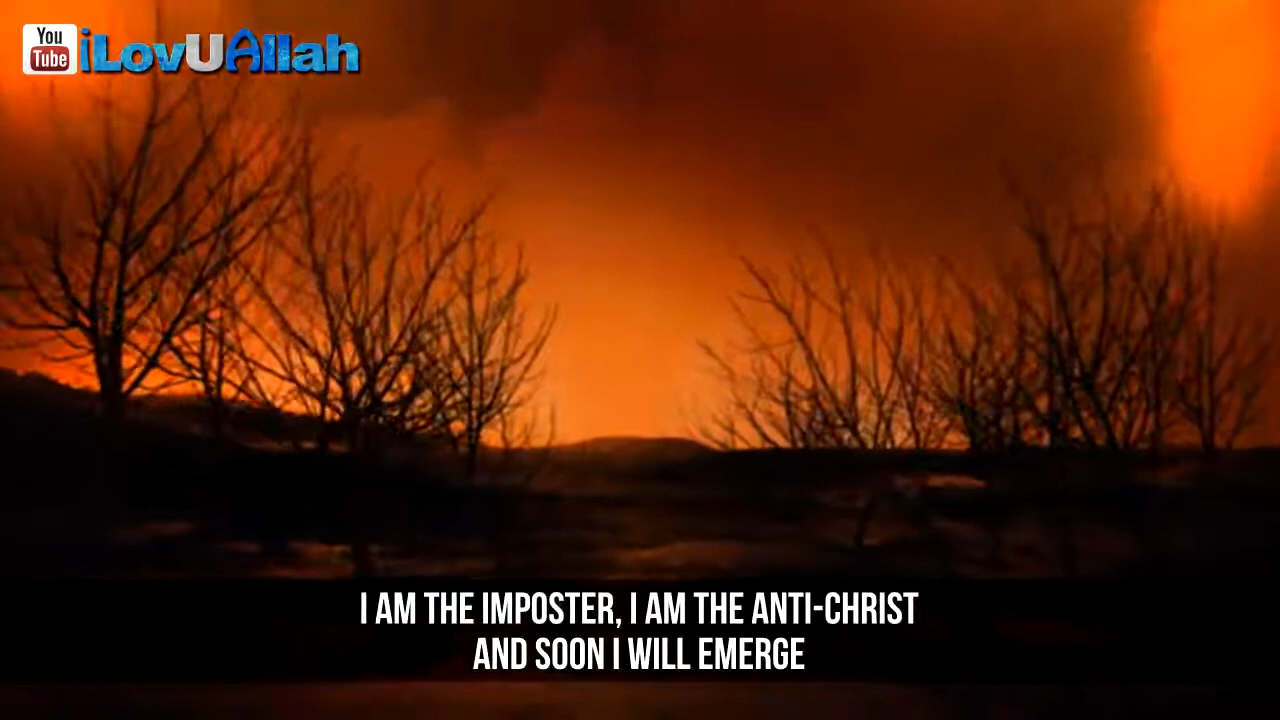 You
Tube
iLovUAllah
I AM THE IMPOSTER, I AM THE ANTI-CHRIST
AND SOON I WILL EMERGE